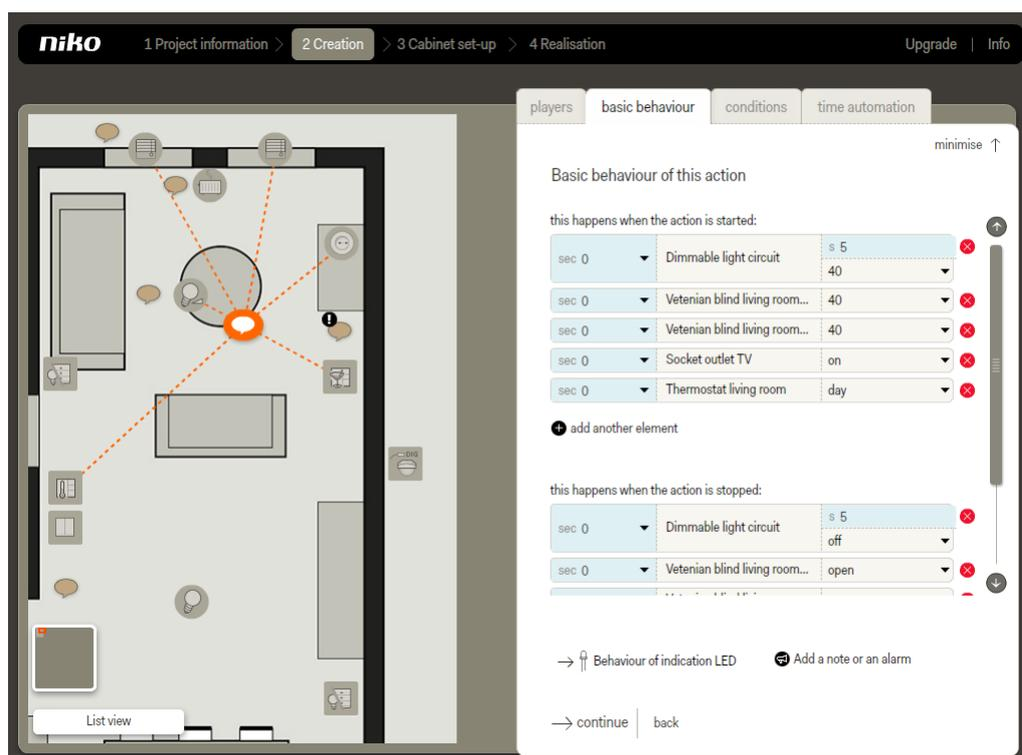 niko
1 Project information
2 Creation
3 Cabinet set-up
4 Realisation
Upgrade | Info
players
basic behaviour
conditions
time automation
minimise
Basic behaviour of this action
this happens when the action is started:
sec 0 Dimmable light circuit s 5
40
sec 0 Vetenian blind living room... 40
sec 0 Vetenian blind living room... 40
sec 0 Socket outlet TV on
sec 0 Thermostat living room day
add another element
this happens when the action is stopped:
sec 0 Dimmable light circuit s 5
off
sec 0 Vetenian blind living room... open
Behaviour of indication LED
Add a note or an alarm
continue | back
DIG
List view